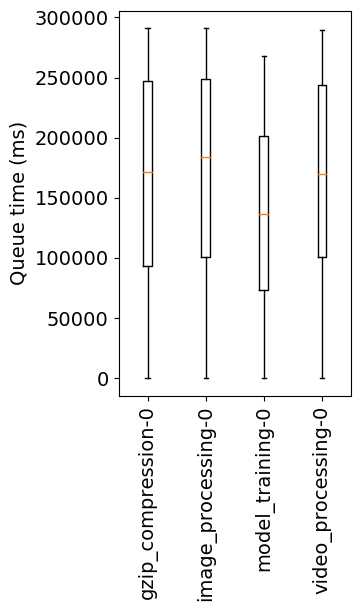 Queue time (ms)
300000
250000
200000
150000
100000
50000
0
gzip_compression-0
image_processing-0
model_training-0
video_processing-0